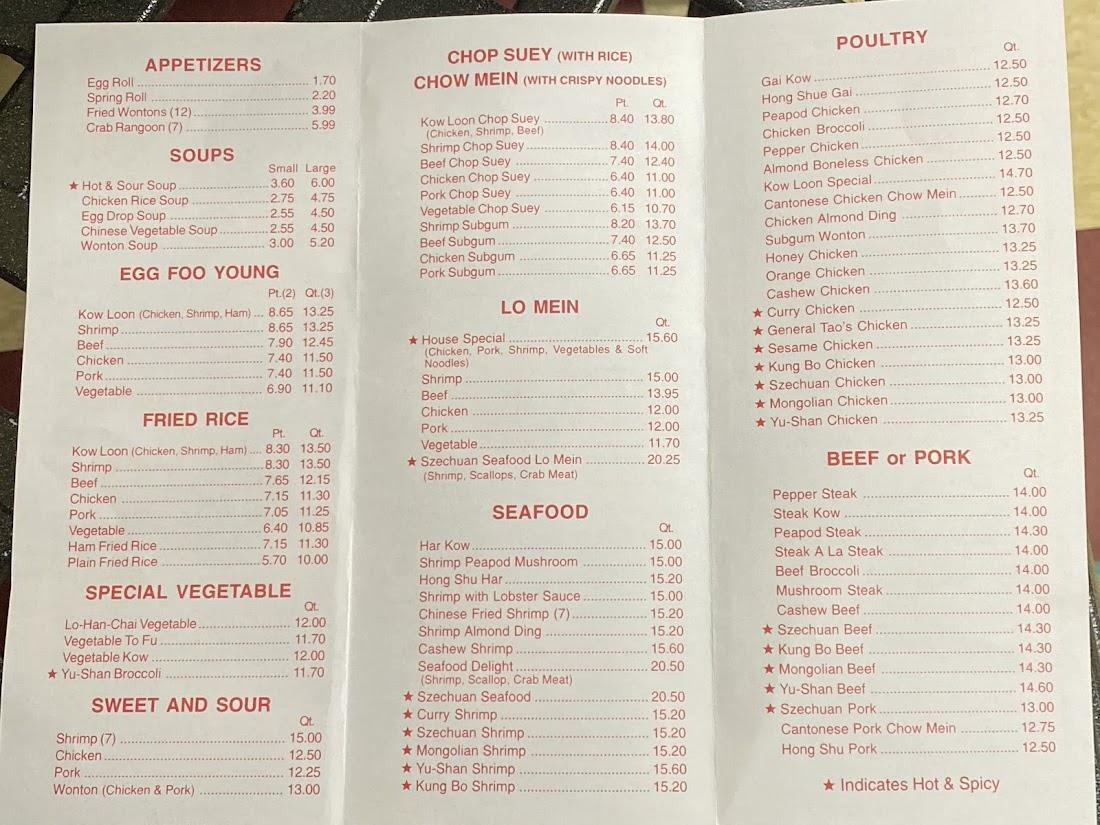 APPETIZERS
Egg Roll 1.70
Spring Roll 2.20
Fried Wontons (12) 3.99
Crab Rangoon (7) 5.99
SOUPS
Small Large
★ Hot & Sour Soup 3.60 6.00
Chicken Rice Soup 2.75 4.75
Egg Drop Soup 2.55 4.50
Chinese Vegetable Soup 2.55 4.50
Wonton Soup 3.00 5.20
EGG FOO YOUNG
Pt.(2) Qt.(3)
Kow Loon (Chicken, Shrimp, Ham) 8.65 13.25
Shrimp 8.65 13.25
Beef 7.90 12.45
Chicken 7.40 11.50
Pork 7.40 11.50
Vegetable 6.90 11.10
FRIED RICE
Pt. Qt.
Kow Loon (Chicken, Shrimp, Ham) 8.30 13.50
Shrimp 8.30 13.50
Beef 7.65 12.15
Chicken 7.15 11.30
Pork 7.05 11.25
Vegetable 6.40 10.85
Ham Fried Rice 7.15 11.30
Plain Fried Rice 5.70 10.00
SPECIAL VEGETABLE
Qt.
Lo-Han-Chai Vegetable 12.00
Vegetable To Fu 11.70
Vegetable Kow 12.00
★ Yu-Shan Broccoli 11.70
SWEET AND SOUR
Qt.
Shrimp (7) 15.00
Chicken 12.50
Pork 12.25
Wonton (Chicken & Pork) 13.00
CHOP SUEY (WITH RICE)
CHOW MEIN (WITH CRISPY NOODLES)
Pt. Qt.
Kow Loon Chop Suey 8.40 13.80
(Chicken, Shrimp, Beef)
Shrimp Chop Suey 8.40 14.00
Beef Chop Suey 7.40 12.40
Chicken Chop Suey 6.40 11.00
Pork Chop Suey 6.40 11.00
Vegetable Chop Suey 6.15 10.70
Shrimp Subgum 8.20 13.70
Beef Subgum 7.40 12.50
Chicken Subgum 6.65 11.25
Pork Subgum 6.65 11.25
LO MEIN
Qt.
★ House Special 15.60
(Chicken, Pork, Shrimp, Vegetables & Soft
Noodles)
Shrimp 15.00
Beef 13.95
Chicken 12.00
Pork 12.00
Vegetable 11.70
★ Szechuan Seafood Lo Mein 20.25
(Shrimp, Scallops, Crab Meat)
SEAFOOD
Qt.
Har Kow 15.00
Shrimp Peapod Mushroom 15.00
Hong Shu Har 15.20
Shrimp with Lobster Sauce 15.00
Chinese Fried Shrimp (7) 15.20
Shrimp Almond Ding 15.20
Cashew Shrimp 15.60
Seafood Delight 20.50
(Shrimp, Scallop, Crab Meat)
★ Szechuan Seafood 20.50
★ Curry Shrimp 15.20
★ Szechuan Shrimp 15.20
★ Mongolian Shrimp 15.20
★ Yu-Shan Shrimp 15.60
★ Kung Bo Shrimp 15.20
POULTRY
Qt.
Gai Kow 12.50
Hong Shue Gai 12.50
Peapod Chicken 12.70
Chicken Broccoli 12.50
Pepper Chicken 12.50
Almond Boneless Chicken 12.50
Kow Loon Special 14.70
Cantonese Chicken Chow Mein 12.50
Chicken Almond Ding 12.70
Subgum Wonton 13.70
Honey Chicken 13.25
Orange Chicken 13.25
Cashew Chicken 13.60
★ Curry Chicken 12.50
★ General Tao's Chicken 13.25
★ Sesame Chicken 13.25
★ Kung Bo Chicken 13.00
★ Szechuan Chicken 13.00
★ Mongolian Chicken 13.00
★ Yu-Shan Chicken 13.25
BEEF or PORK
Qt.
Pepper Steak 14.00
Steak Kow 14.00
Peapod Steak 14.30
Steak A La Steak 14.00
Beef Broccoli 14.00
Mushroom Steak 14.00
Cashew Beef 14.00
★ Szechuan Beef 14.30
★ Kung Bo Beef 14.30
★ Mongolian Beef 14.30
★ Yu-Shan Beef 14.60
★ Szechuan Pork 13.00
Cantonese Pork Chow Mein 12.75
Hong Shu Pork 12.50
★ Indicates Hot & Spicy